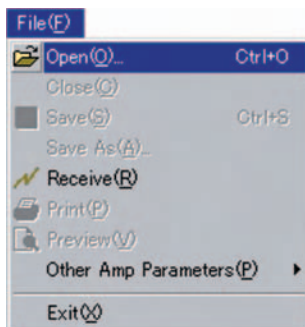 File(F)
Open(O)... Ctrl+O
Close(C)
Save(S) Ctrl+S
Save As(A)...
Receive(R)
Print(P)
Preview(V)
Other Amp Parameters(P)
Exit(X)